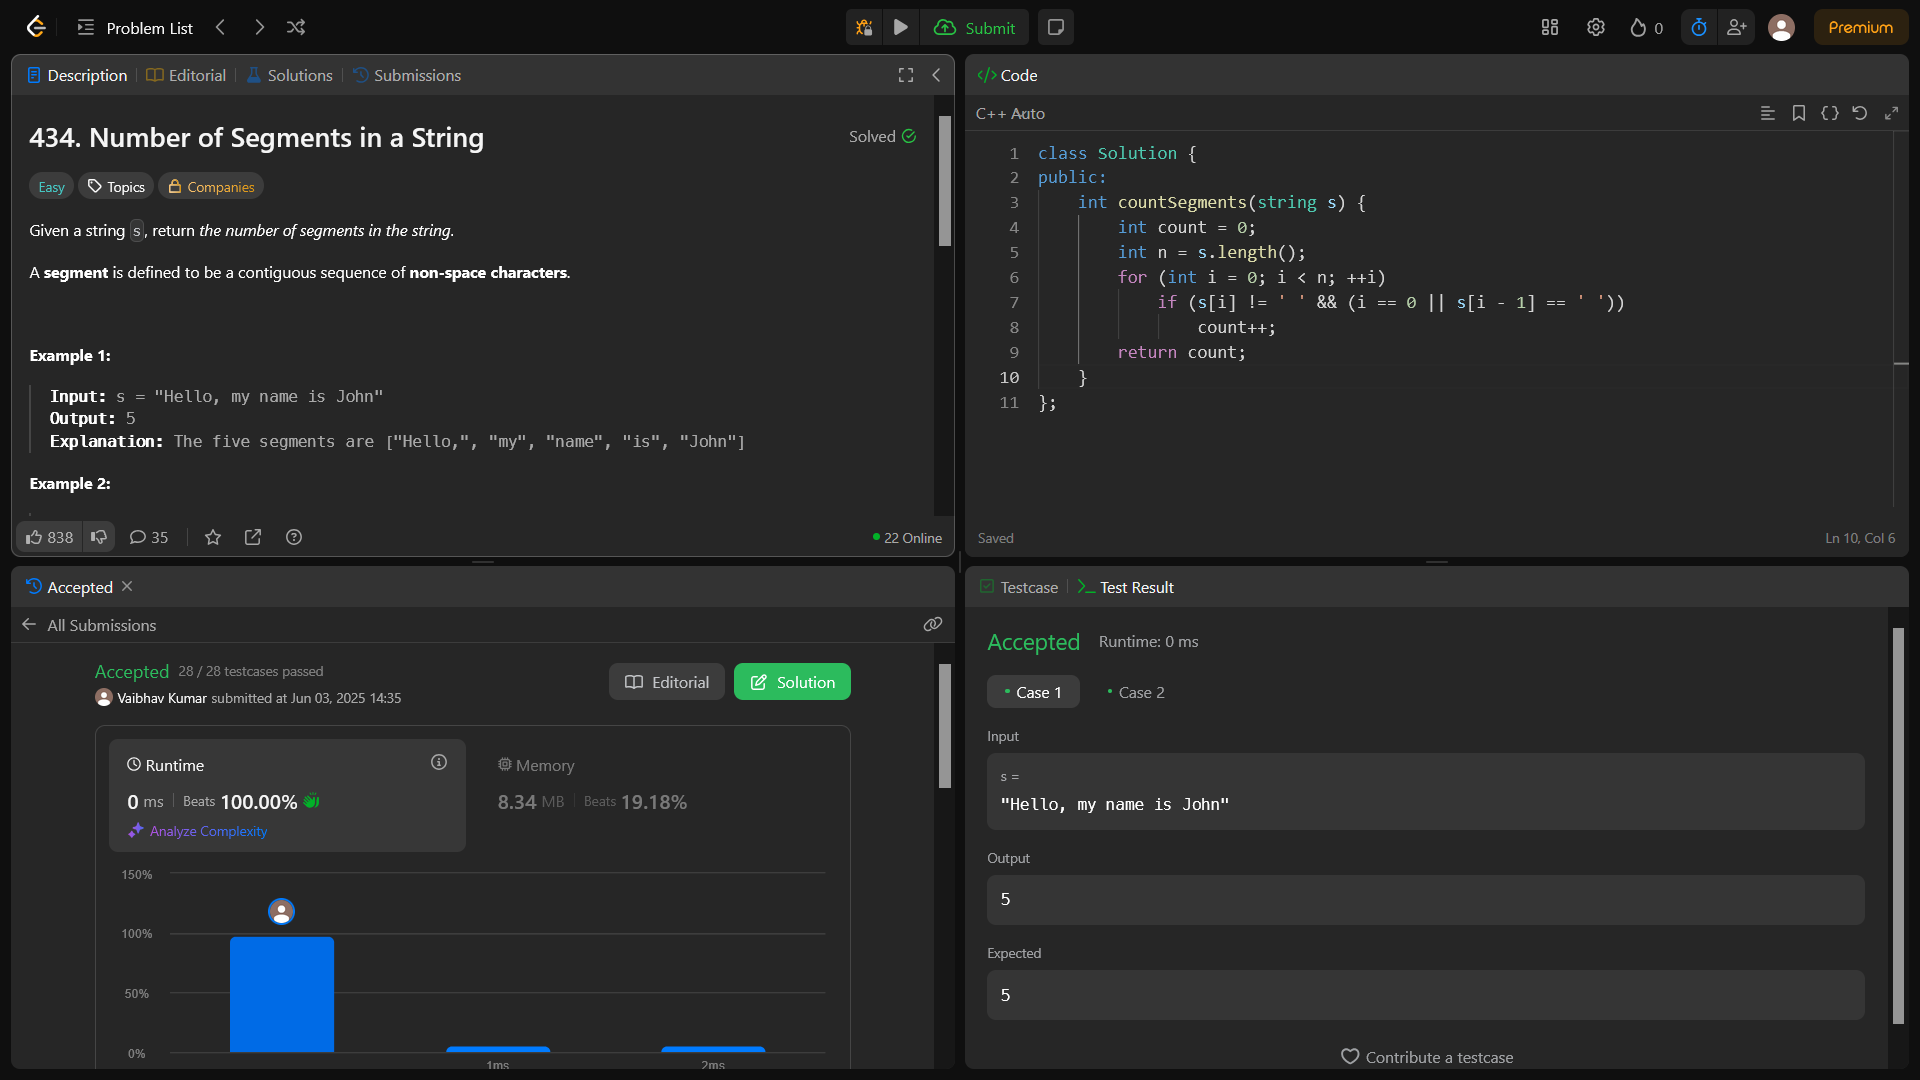 Problem List
Submit
0
Premium
Description
Editorial
Solutions
Submissions
434. Number of Segments in a String
Solved
Easy
Topics
Companies
Given a string s, return the number of segments in the string.
A segment is defined to be a contiguous sequence of non-space characters.
Example 1:
Input: s = "Hello, my name is John"
Output: 5
Explanation: The five segments are ["Hello,", "my", "name", "is", "John"]
Example 2:
838
35
22 Online
Code
C++ Auto
1 class Solution {
2 public:
3     int countSegments(string s) {
4         int count = 0;
5         int n = s.length();
6         for (int i = 0; i < n; ++i)
7             if (s[i] != ' ' && (i == 0 || s[i - 1] == ' '))
8                 count++;
9         return count;
10     }
11 };
Saved
Ln 10, Col 6
Accepted
All Submissions
Accepted 28 / 28 testcases passed
Vaibhav Kumar submitted at Jun 03, 2025 14:35
Editorial
Solution
Runtime
0 ms Beats 100.00%
Analyze Complexity
Memory
8.34 MB Beats 19.18%
150%
100%
50%
0%
1ms
2ms
Testcase
Test Result
Accepted Runtime: 0 ms
Case 1
Case 2
Input
s =
"Hello, my name is John"
Output
5
Expected
5
Contribute a testcase